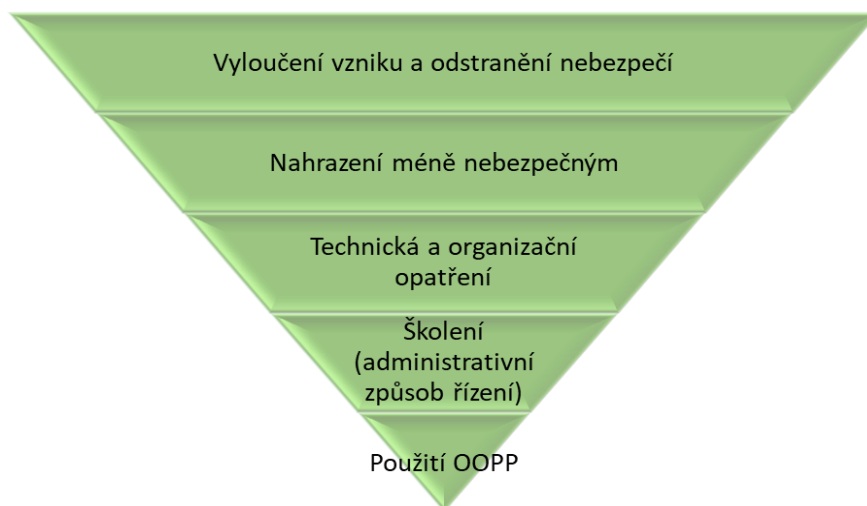 Vyloučení vzniku a odstranění nebezpečí
Nahrazení méně nebezpečným
Technická a organizační
opatření
Školení
(administrativní
způsob řízení)
Použití OOPP